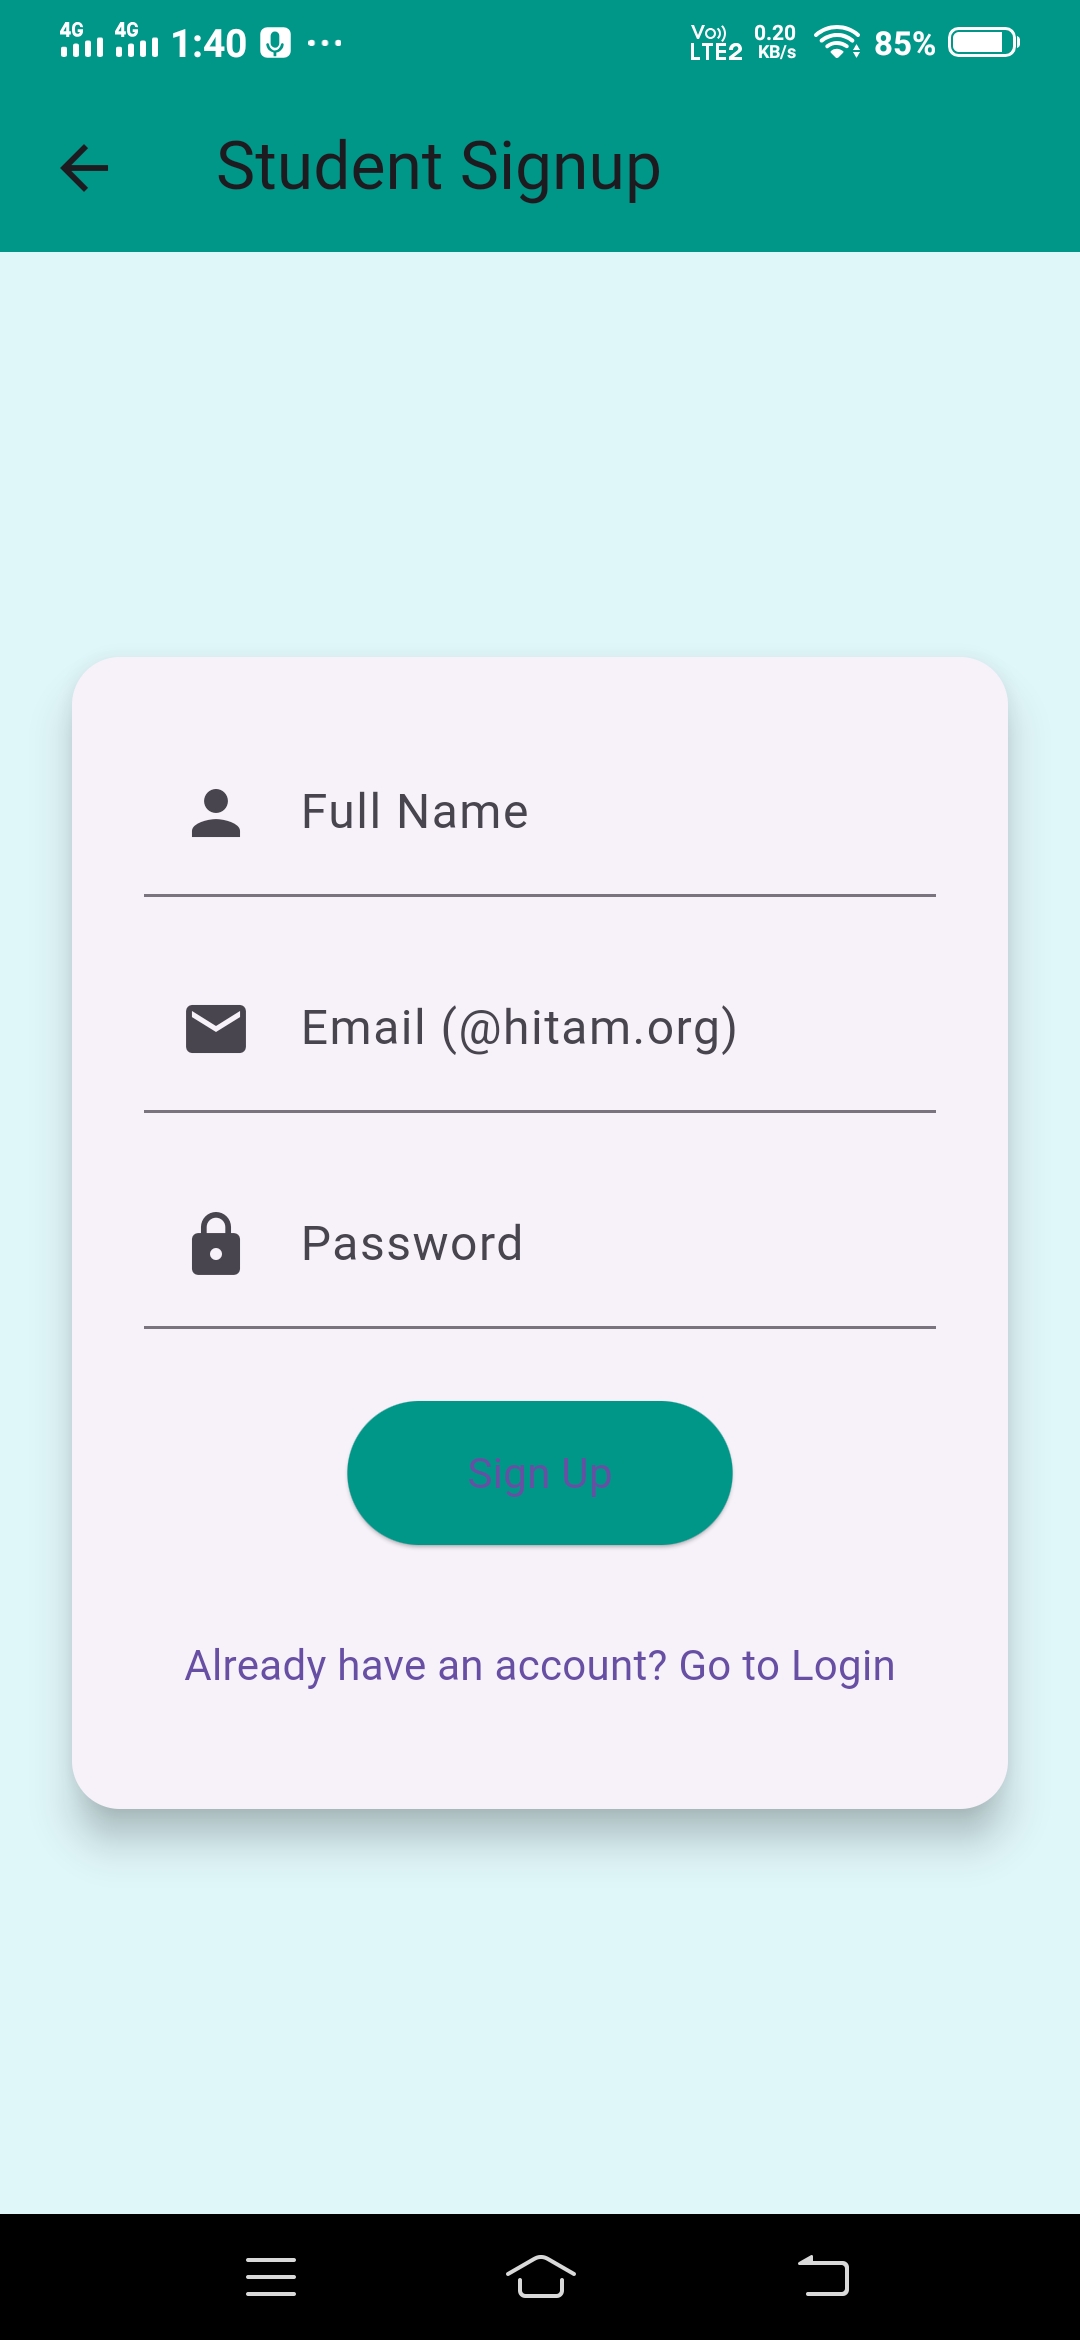 4G 4G 1:40 ... Vo)) LTE2 0.20 KB/s 85%
Student Signup
Full Name
Email (@hitam.org)
Password
Sign Up
Already have an account? Go to Login